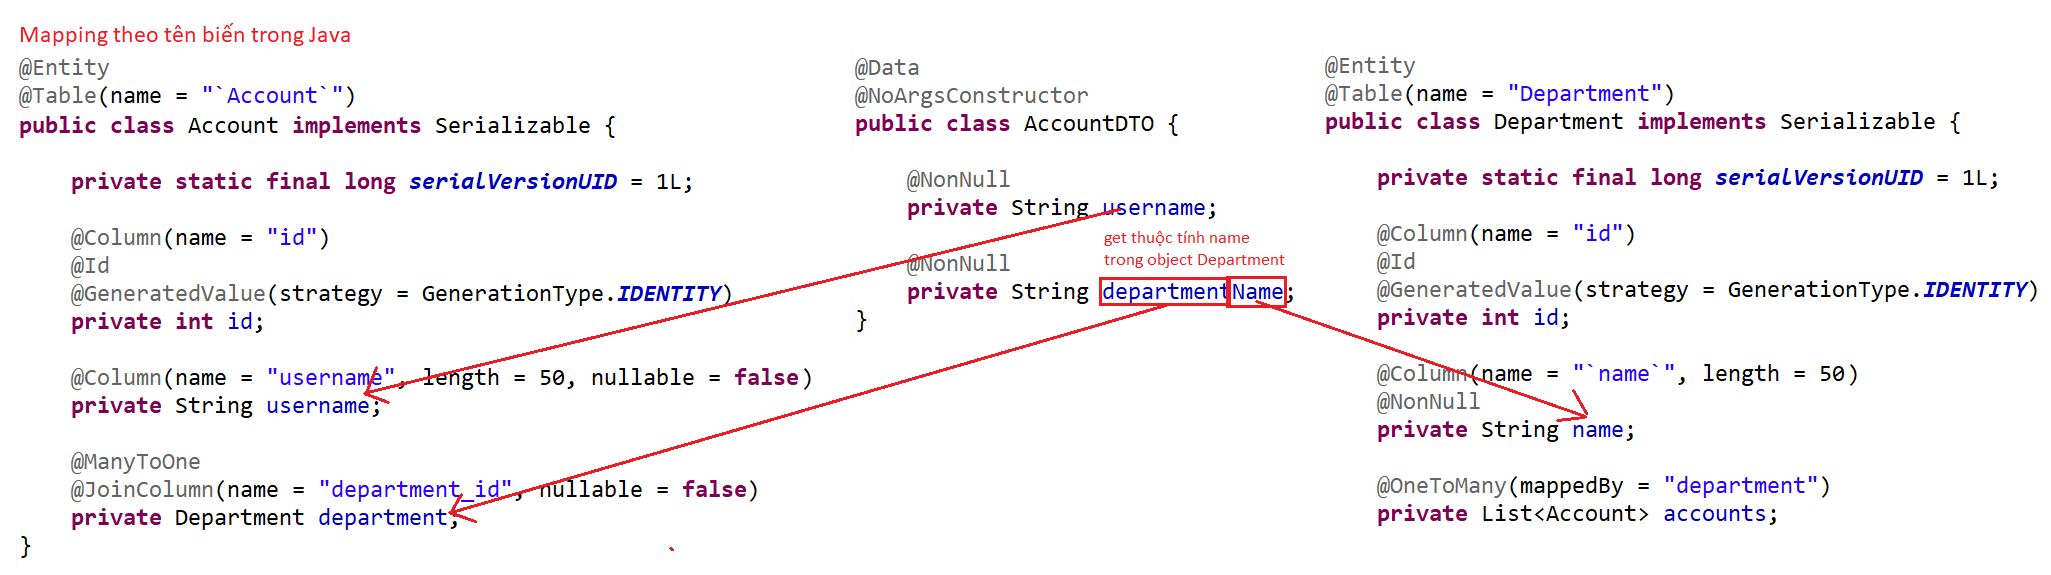 Mapping theo tên biến trong Java
@Entity
@Table(name = "`Account`")
public class Account implements Serializable {
private static final long serialVersionUID = 1L;
@Column(name = "id")
@Id
@GeneratedValue(strategy = GenerationType.IDENTITY)
private int id;
@Column(name = "username", length = 50, nullable = false)
private String username;
@ManyToOne
@JoinColumn(name = "department_id", nullable = false)
private Department department;
}
@Data
@NoArgsConstructor
public class AccountDTO {
@NonNull
private String username;
get thuộc tính name
trong object Department
@NonNull
private String departmentName;
}
@Entity
@Table(name = "Department")
public class Department implements Serializable {
private static final long serialVersionUID = 1L;
@Column(name = "id")
@Id
@GeneratedValue(strategy = GenerationType.IDENTITY)
private int id;
@Column(name = "`name`", length = 50)
@NonNull
private String name;
@OneToMany(mappedBy = "department")
private List<Account> accounts;